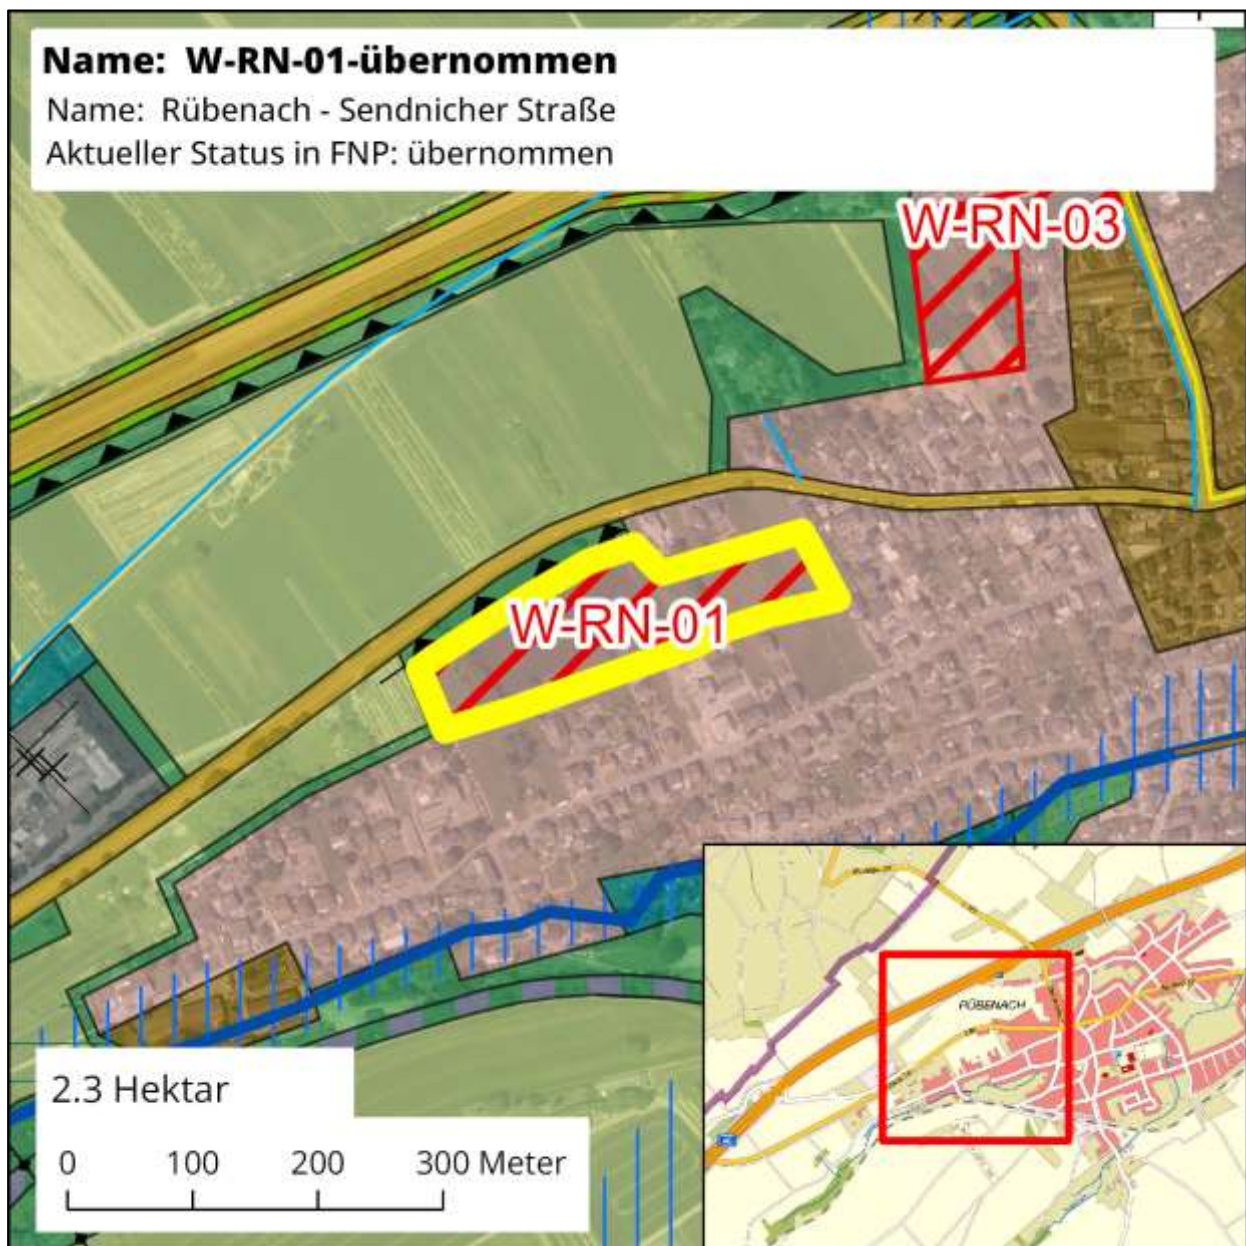 Name: W-RN-01-übernommen
Name: Rübenach - Sendnicher Straße
Aktueller Status in FNP: übernommen
W-RN-03
W-RN-01
RÜBENACH
2.3 Hektar
0 100 200 300 Meter